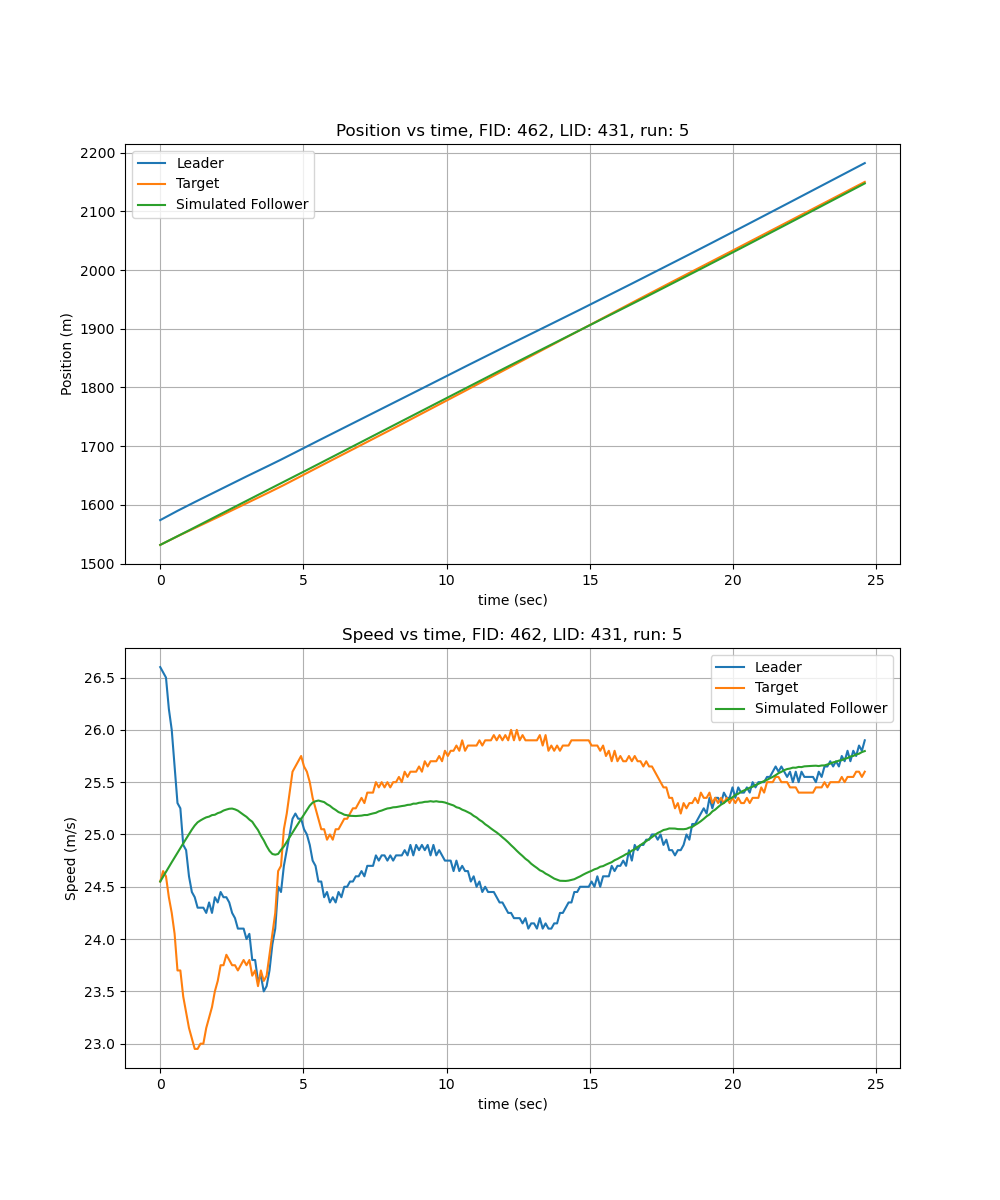 Position vs time, FID: 462, LID: 431, run: 5
Leader
Target
Simulated Follower
2200
2100
2000
1900
1800
1700
1600
1500
Position (m)
0 5 10 15 20 25
time (sec)
Speed vs time, FID: 462, LID: 431, run: 5
Leader
Target
Simulated Follower
26.5
26.0
25.5
25.0
24.5
24.0
23.5
23.0
Speed (m/s)
0 5 10 15 20 25
time (sec)